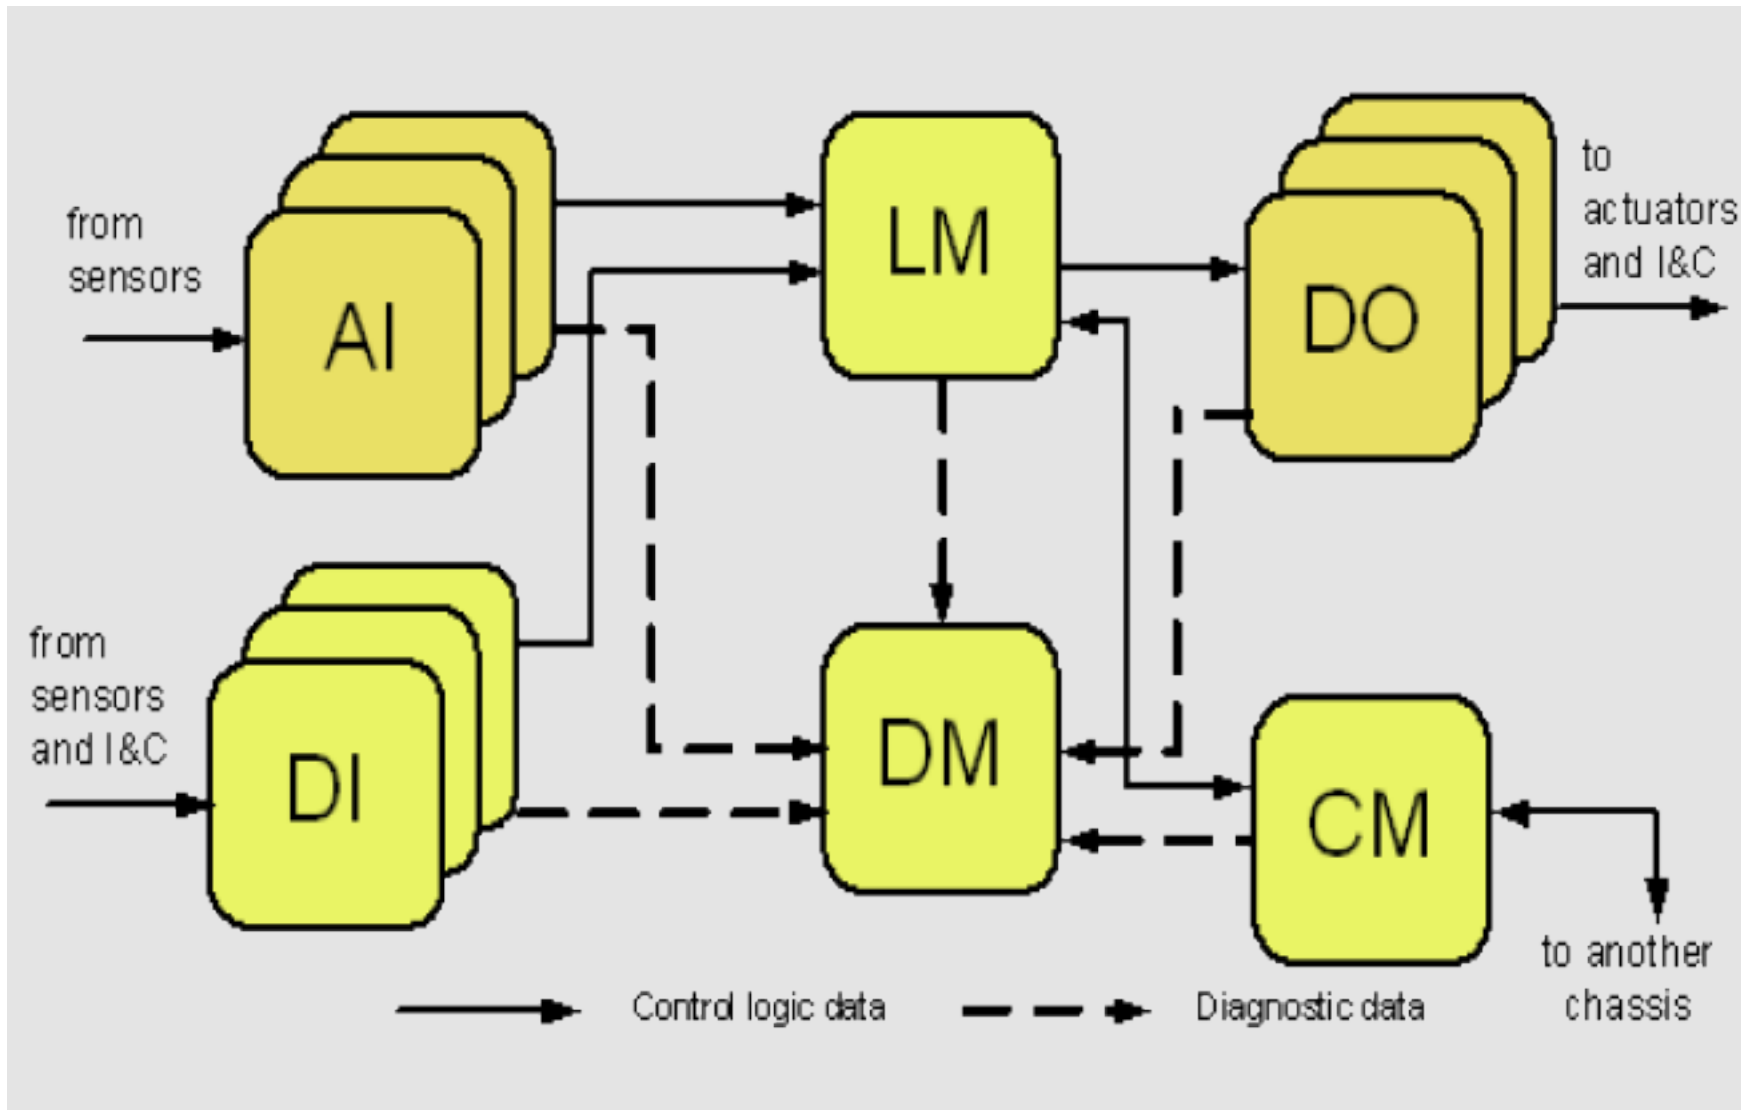 from
sensors
AI
LM
DO
to
actuators
and I&C
from
sensors
and I&C
DI
DM
CM
to another
chassis
Control logic data
Diagnostic data